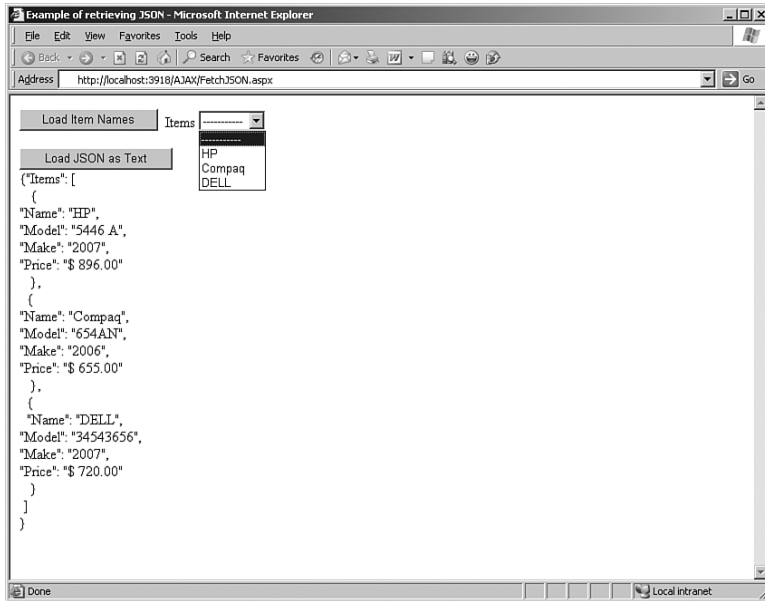 Example of retrieving JSON - Microsoft Internet Explorer
File Edit View Favorites Tools Help
Back Search Favorites
Address http://localhost:3918/AJAX/FetchJSON.aspx Go
Load Item Names Items -----------
-----------
HP
Compaq
DELL
Load JSON as Text
{"Items": [
{
"Name": "HP",
"Model": "5446 A",
"Make": "2007",
"Price": "$ 896.00"
},
{
"Name": "Compaq",
"Model": "654AN",
"Make": "2006",
"Price": "$ 655.00"
},
{
"Name": "DELL",
"Model": "34543656",
"Make": "2007",
"Price": "$ 720.00"
}
]
}
Done Local intranet